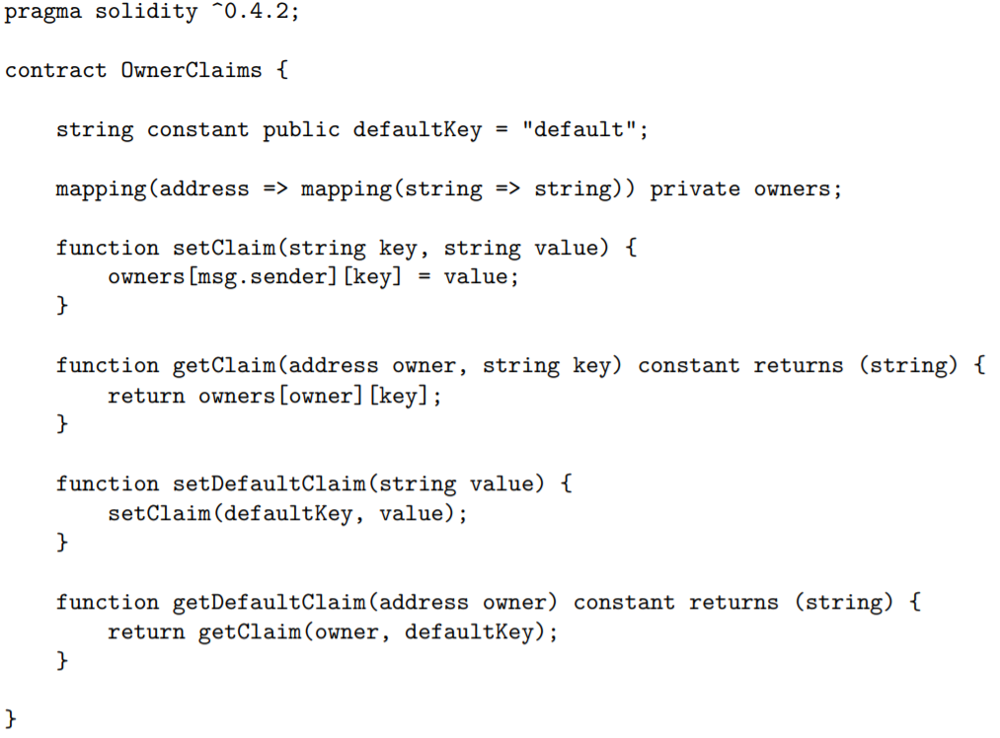 pragma solidity ^0.4.2;
contract OwnerClaims {
string constant public defaultKey = "default";
mapping(address => mapping(string => string)) private owners;
function setClaim(string key, string value) {
owners[msg.sender][key] = value;
}
function getClaim(address owner, string key) constant returns (string) {
return owners[owner][key];
}
function setDefaultClaim(string value) {
setClaim(defaultKey, value);
}
function getDefaultClaim(address owner) constant returns (string) {
return getClaim(owner, defaultKey);
}
}